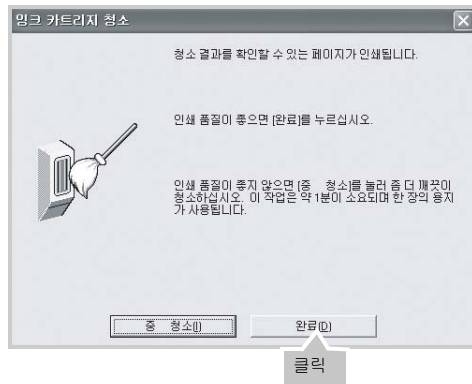 잉크 카트리지 청소
청소 결과를 확인할 수 있는 페이지가 인쇄됩니다.
인쇄 품질이 좋으면 [완료]를 누르십시오.
인쇄 품질이 좋지 않으면 [중 청소]를 눌러 좀 더 깨끗이
청소하십시오. 이 작업은 약 1분이 소요되며 한 장의 용지
가 사용됩니다.
중 청소(I)
완료(D)
클릭